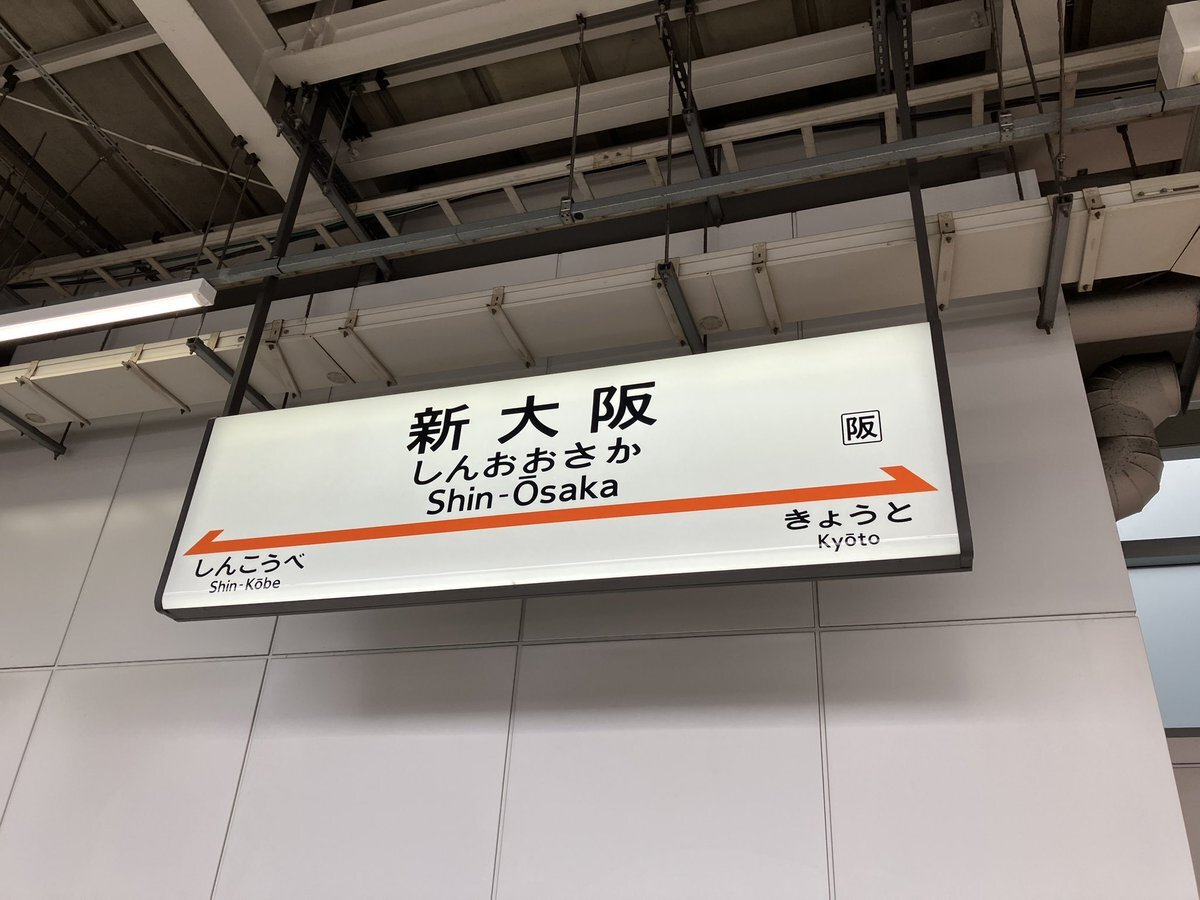 新大阪
しんおおさか
Shin-Ōsaka
阪
しんこうべ
Shin-Kōbe
きょうと
Kyōto